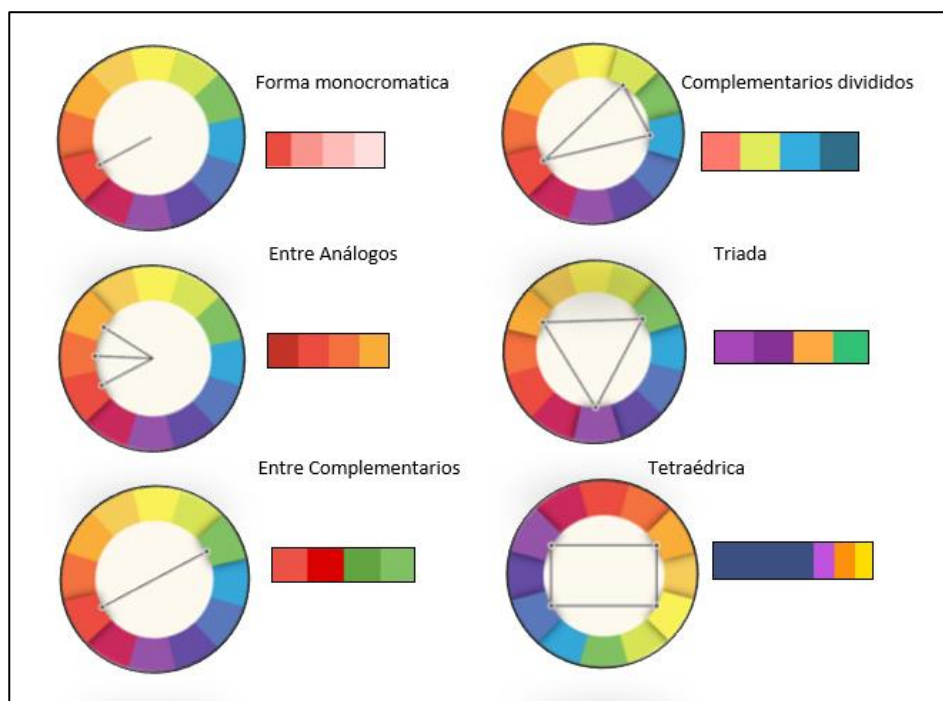 Forma monocromatica
Complementarios divididos
Entre Análogos
Triada
Entre Complementarios
Tetraédrica